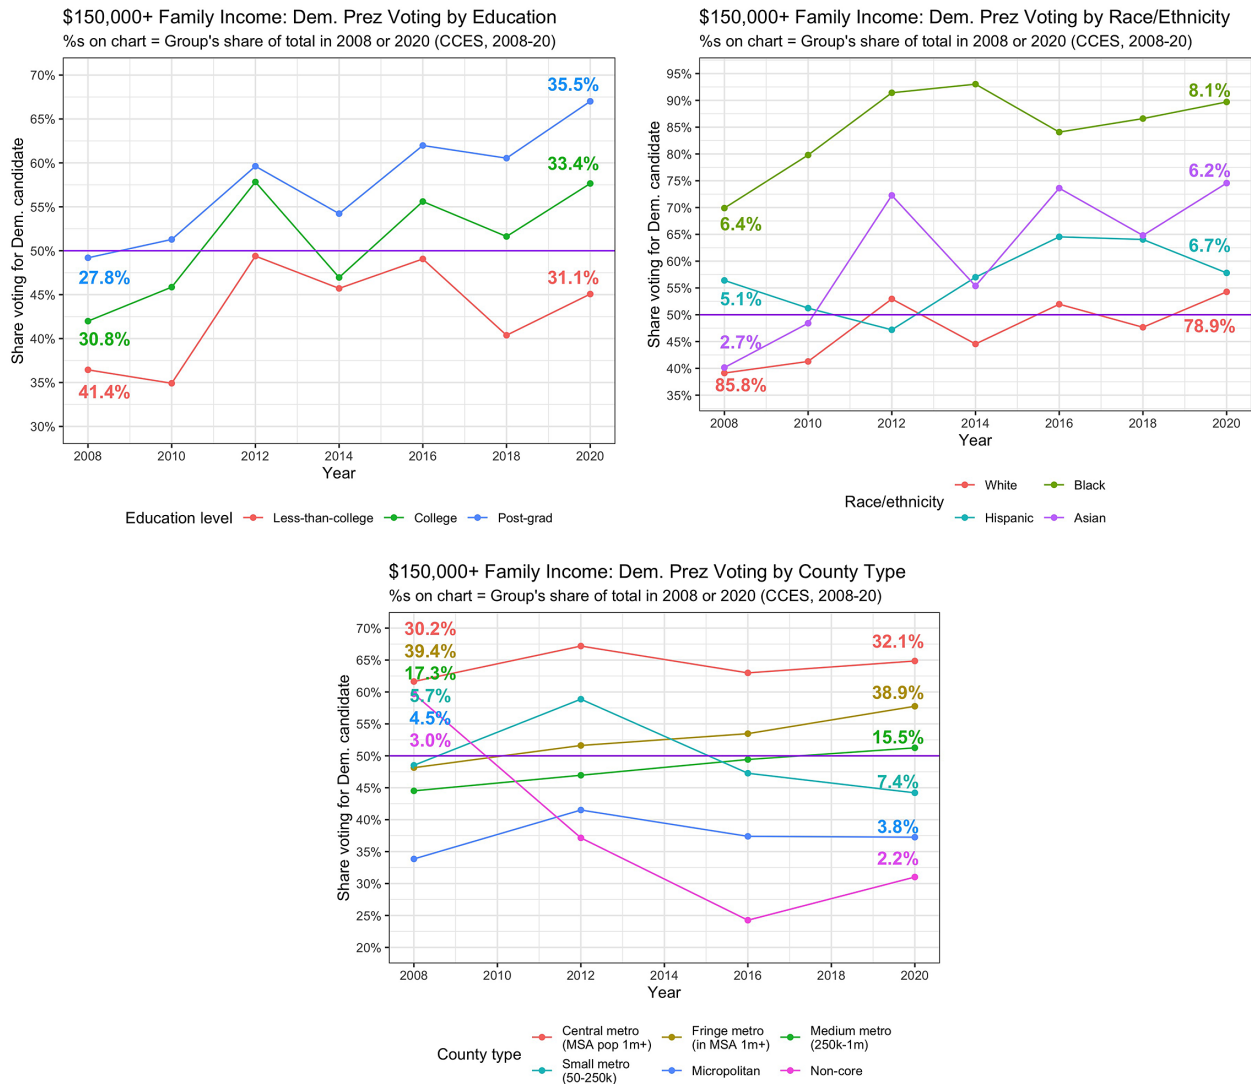 $150,000+ Family Income: Dem. Prez Voting by Education
%s on chart = Group's share of total in 2008 or 2020 (CCES, 2008-20)
Share voting for Dem. candidate
70%
65%
60%
55%
50%
45%
40%
35%
30%
35.5%
33.4%
31.1%
27.8%
30.8%
41.4%
2008 2010 2012 2014 2016 2018 2020
Year
Education level Less-than-college College Post-grad
$150,000+ Family Income: Dem. Prez Voting by Race/Ethnicity
%s on chart = Group's share of total in 2008 or 2020 (CCES, 2008-20)
Share voting for Dem. candidate
95%
90%
85%
80%
75%
70%
65%
60%
55%
50%
45%
40%
35%
8.1%
6.2%
6.4%
6.7%
5.1%
78.9%
2.7%
85.8%
2008 2010 2012 2014 2016 2018 2020
Year
Race/ethnicity
White Black
Hispanic Asian
$150,000+ Family Income: Dem. Prez Voting by County Type
%s on chart = Group's share of total in 2008 or 2020 (CCES, 2008-20)
Share voting for Dem. candidate
70%
65%
60%
55%
50%
45%
40%
35%
30%
25%
20%
30.2%
39.4%
17.3%
5.7%
4.5%
3.0%
32.1%
38.9%
15.5%
7.4%
3.8%
2.2%
2008 2010 2012 2014 2016 2018 2020
Year
County type
Central metro
(MSA pop 1m+)
Fringe metro
(in MSA 1m+)
Medium metro
(250k-1m)
Small metro
(50-250k)
Micropolitan
Non-core